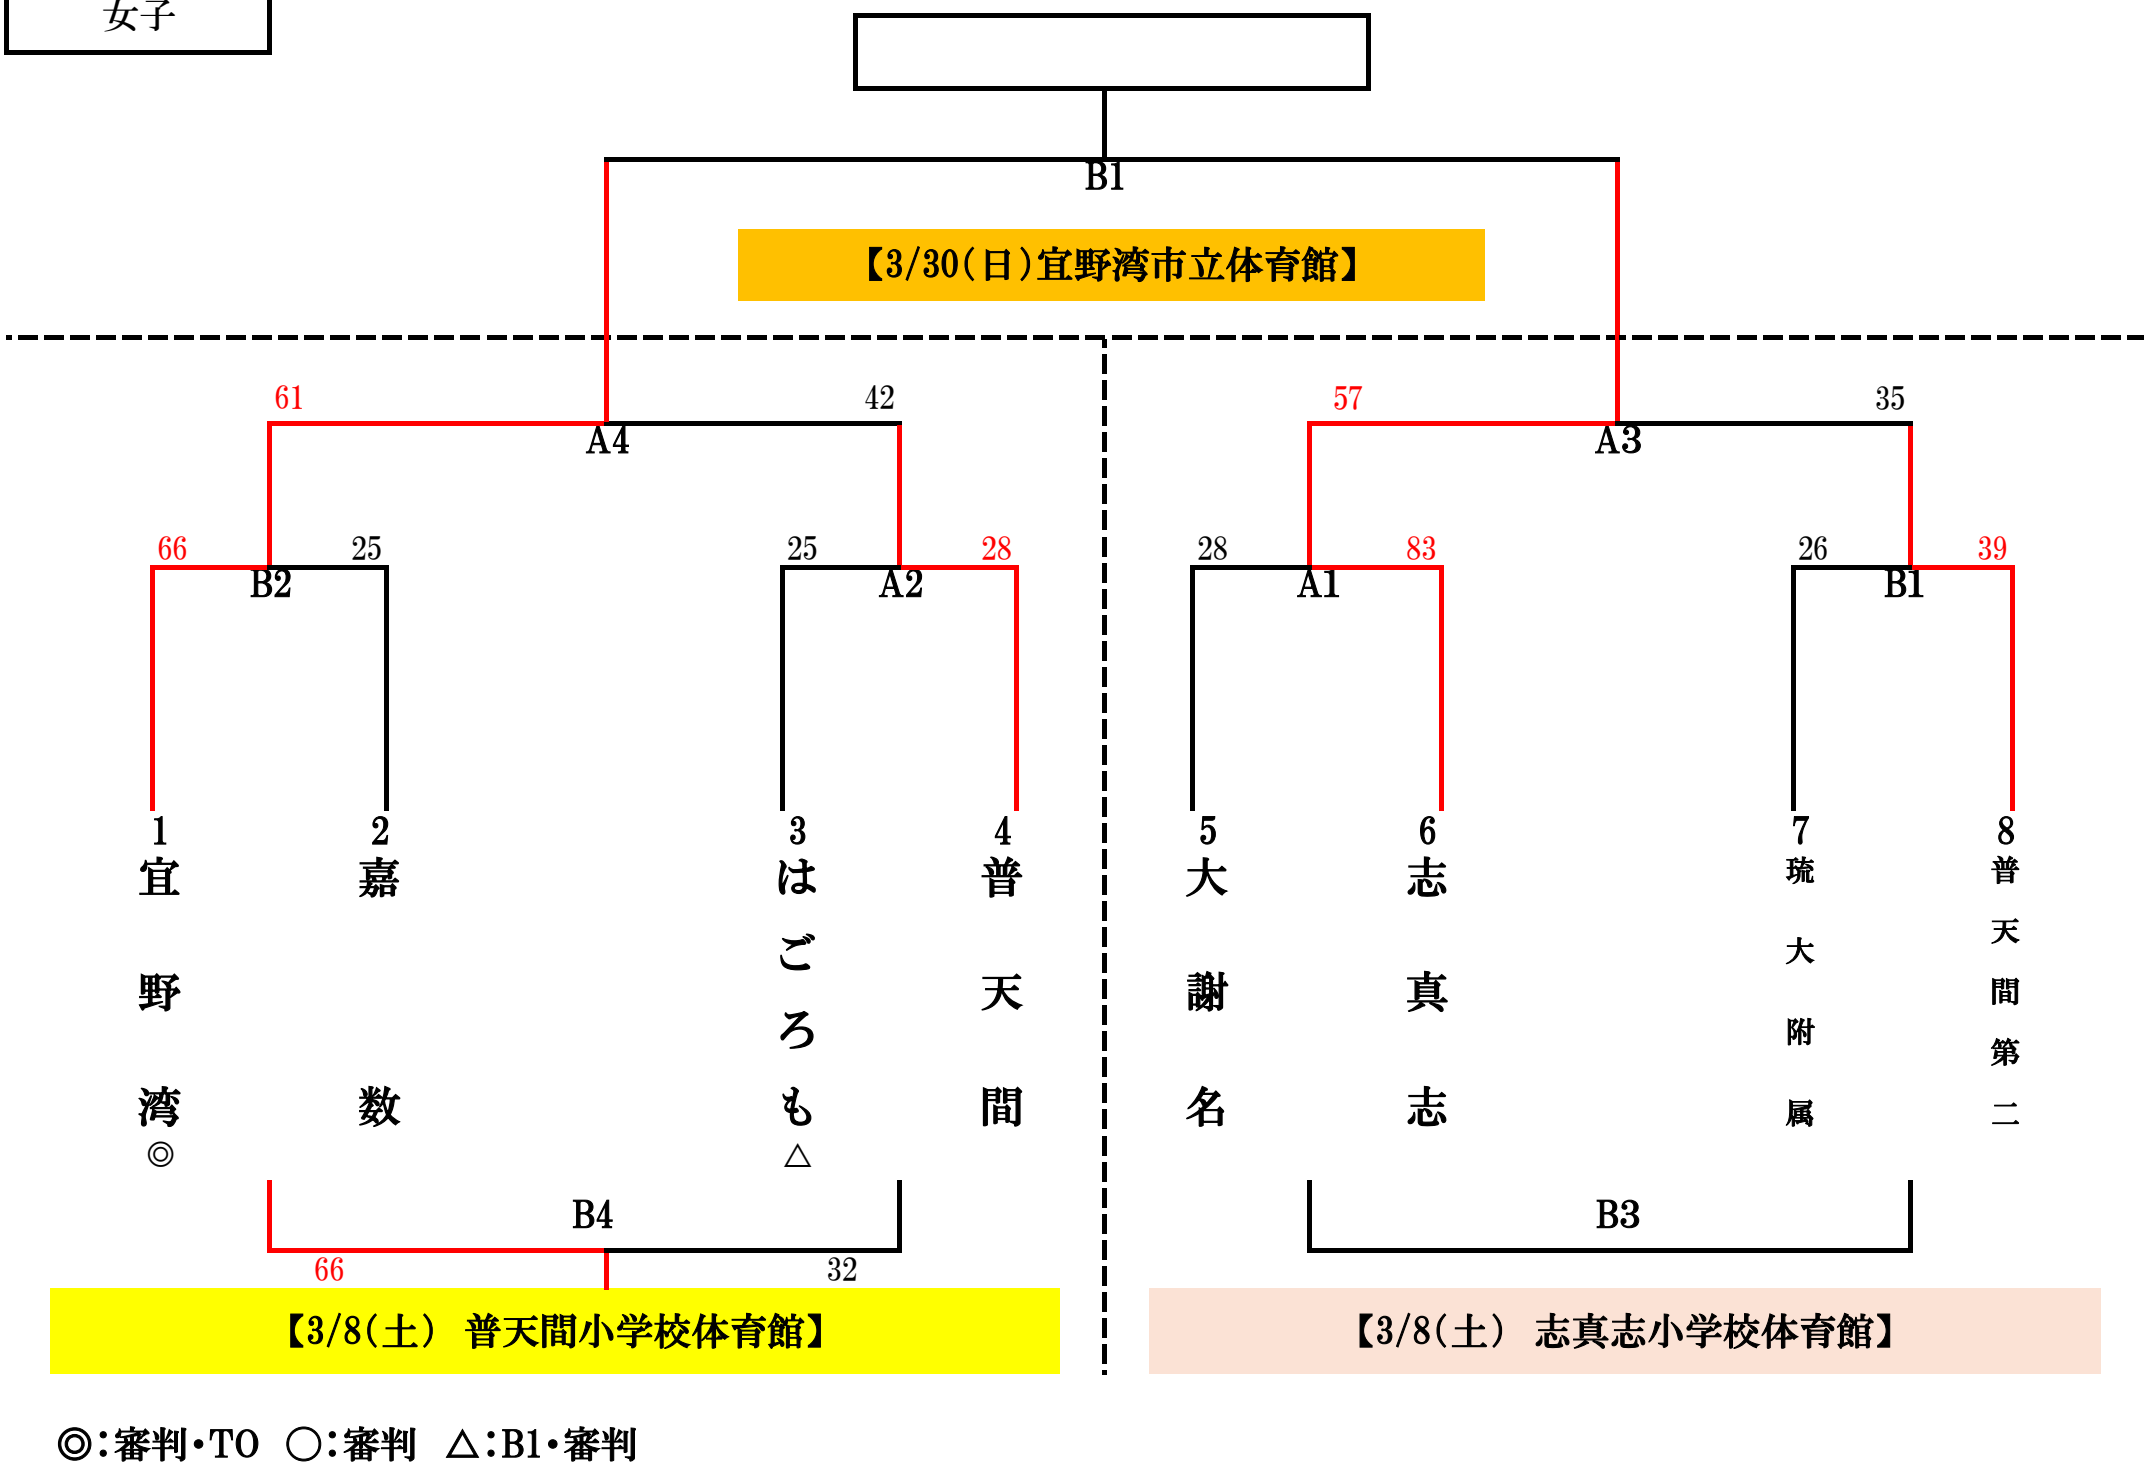 女子
B1
【3/30(日)宜野湾市立体育館】
61 42 57 35
A4 A3
66 25 25 28 28 83 26 39
B2 A2 A1 B1
1 2 3 4 5 6 7 8
宜野湾◎
嘉数
はごろも△
普天間
大謝名
志真志
琉大附属
普天間第二
B4 B3
66 32
【3/8(土) 普天間小学校体育館】
【3/8(土) 志真志小学校体育館】
◎:審判・TO ○:審判 △:B1・審判